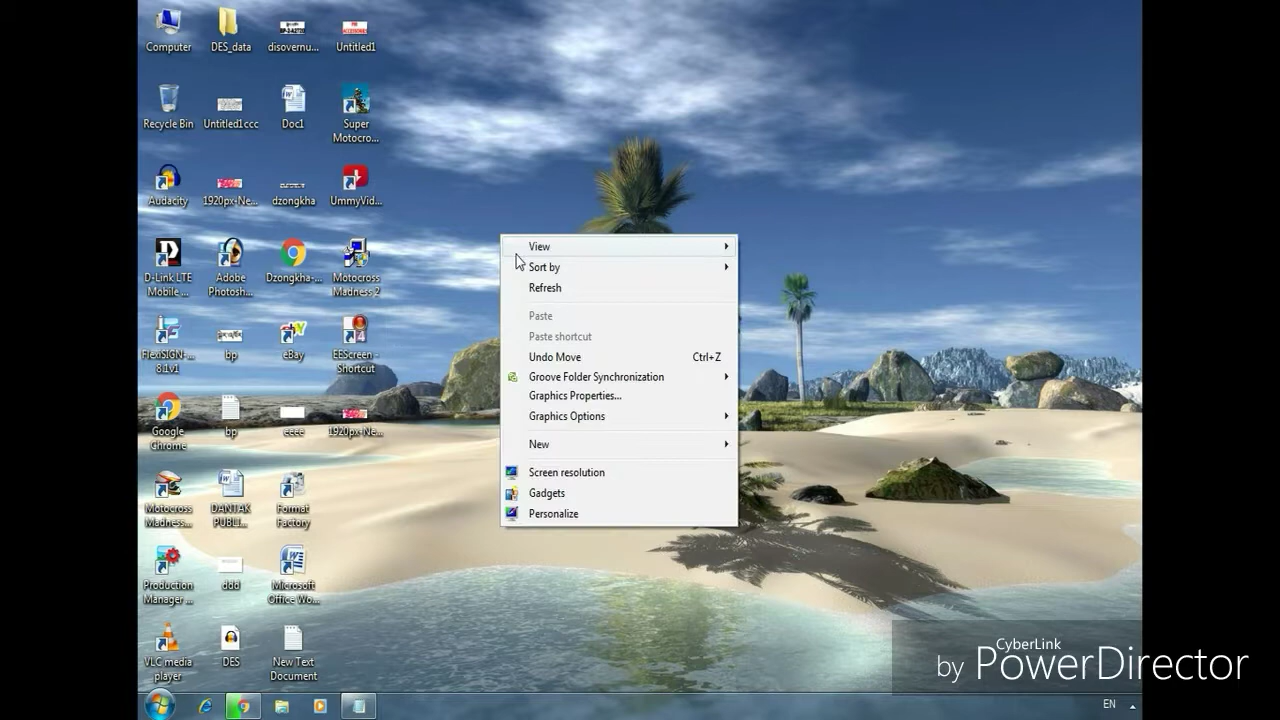 Computer
DES_data
disovernu...
Untitled1
Recycle Bin
Untitled1ccc
Doc1
Super
Motocro...
Audacity
1920px-Ne...
dzongkha
UmmyVid...
D-Link LTE
Mobile ...
Adobe
Photosh...
Dzongkha-...
Motocross
Madness 2
FlexiSIGN-...
8.1v1
bp
eBay
EEScreen -
Shortcut
Google
Chrome
bp
eeee
1920px-Ne...
Motocross
Madness...
DANTAK
PUBLI...
Format
Factory
Production
Manager ...
ddd
Microsoft
Office Wo...
VLC media
player
DES
New Text
Document
View
Sort by
Refresh
Paste
Paste shortcut
Undo Move Ctrl+Z
Groove Folder Synchronization
Graphics Properties...
Graphics Options
New
Screen resolution
Gadgets
Personalize
CyberLink
by PowerDirector
EN